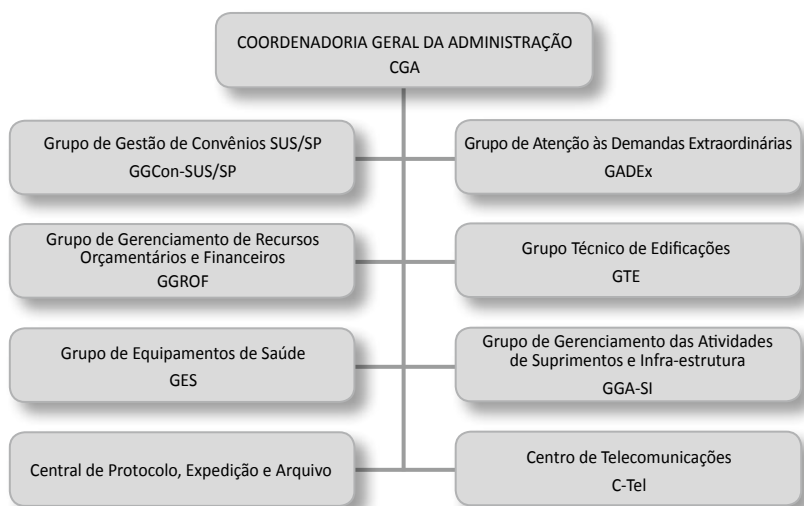 COORDENADORIA GERAL DA ADMINISTRAÇÃO
CGA
Grupo de Gestão de Convênios SUS/SP
GGCon-SUS/SP
Grupo de Atenção às Demandas Extraordinárias
GADEx
Grupo de Gerenciamento de Recursos
Orçamentários e Financeiros
GGROF
Grupo Técnico de Edificações
GTE
Grupo de Equipamentos de Saúde
GES
Grupo de Gerenciamento das Atividades
de Suprimentos e Infra-estrutura
GGA-SI
Central de Protocolo, Expedição e Arquivo
Centro de Telecomunicações
C-Tel